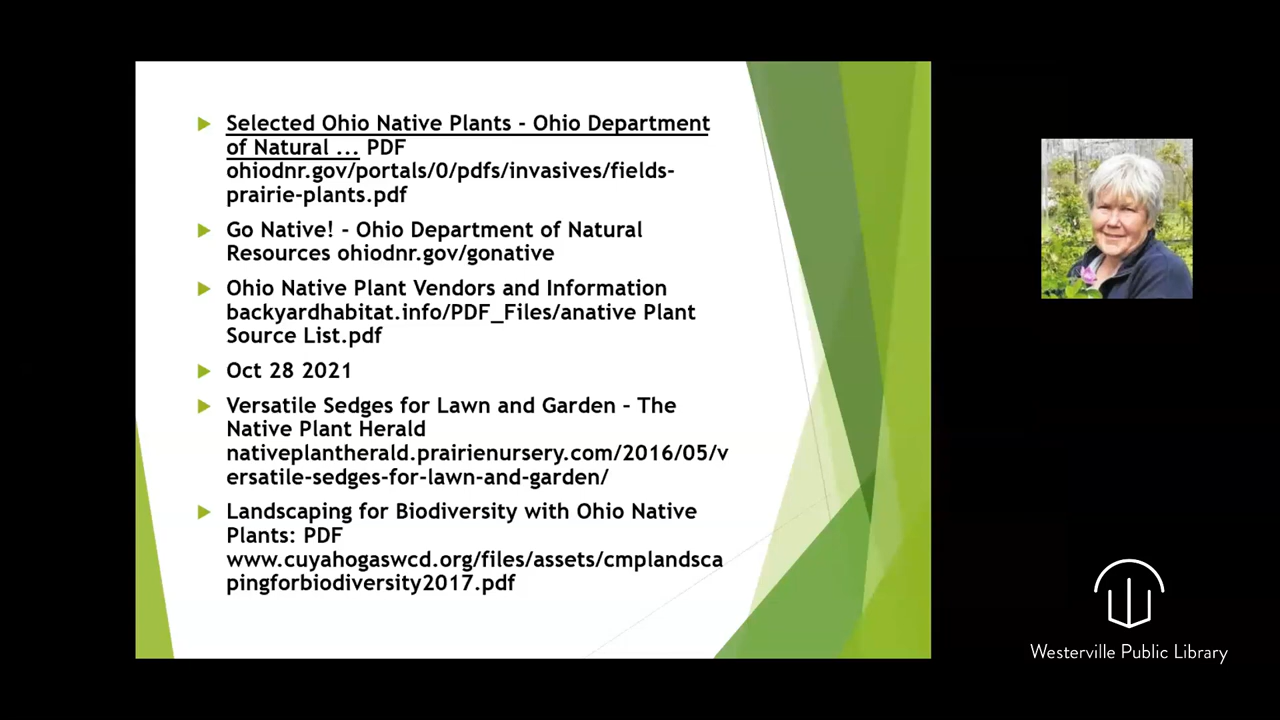 Selected Ohio Native Plants - Ohio Department
of Natural ... PDF
ohiodnr.gov/portals/0/pdfs/invasives/fields-
prairie-plants.pdf
Go Native! - Ohio Department of Natural
Resources ohiodnr.gov/gonative
Ohio Native Plant Vendors and Information
backyardhabitat.info/PDF_Files/anative Plant
Source List.pdf
Oct 28 2021
Versatile Sedges for Lawn and Garden – The
Native Plant Herald
nativeplantherald.prairienursery.com/2016/05/v
ersatile-sedges-for-lawn-and-garden/
Landscaping for Biodiversity with Ohio Native
Plants: PDF
www.cuyahogaswcd.org/files/assets/cmplandsca
pingforbiodiversity2017.pdf
Westerville Public Library